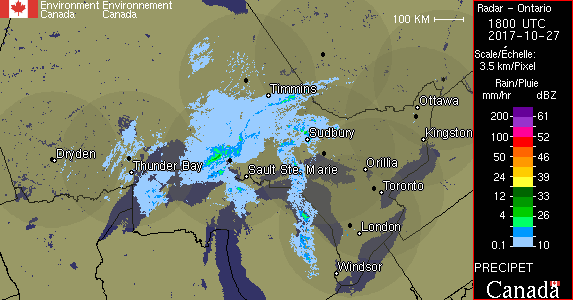 Environment Environnement
Canada Canada
100 KM
Timmins
Ottawa
Sudbury
Kingston
Dryden
Thunder Bay
Sault Ste. Marie
Orillia
Toronto
London
Windsor
Radar - Ontario
1800 UTC
2017-10-27
Scale/Échelle:
3.5 km/Pixel
Rain/Pluie
mm/hr dBZ
200 61
100 52
50 46
24 39
12 33
4 26
0.1 10
PRECIPET
Canada